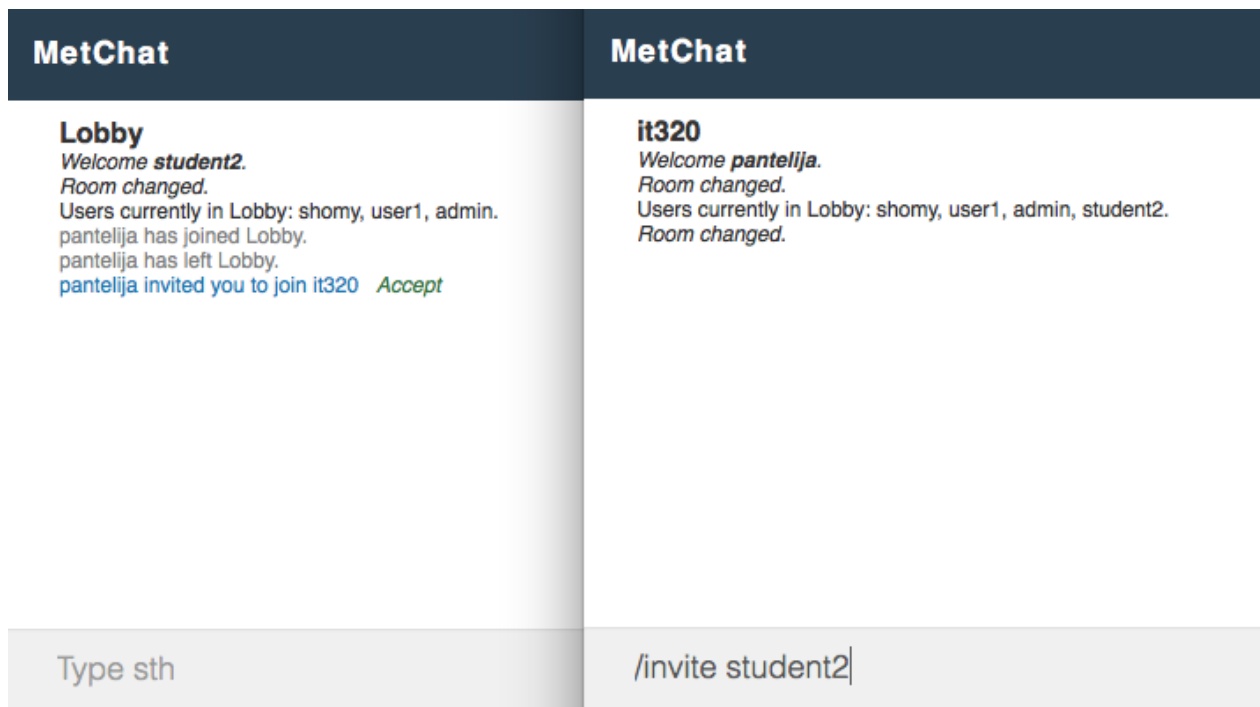 MetChat
Lobby
Welcome student2.
Room changed.
Users currently in Lobby: shomy, user1, admin.
pantelija has joined Lobby.
pantelija has left Lobby.
pantelija invited you to join it320 Accept
Type sth
MetChat
it320
Welcome pantelija.
Room changed.
Users currently in Lobby: shomy, user1, admin, student2.
Room changed.
/invite student2